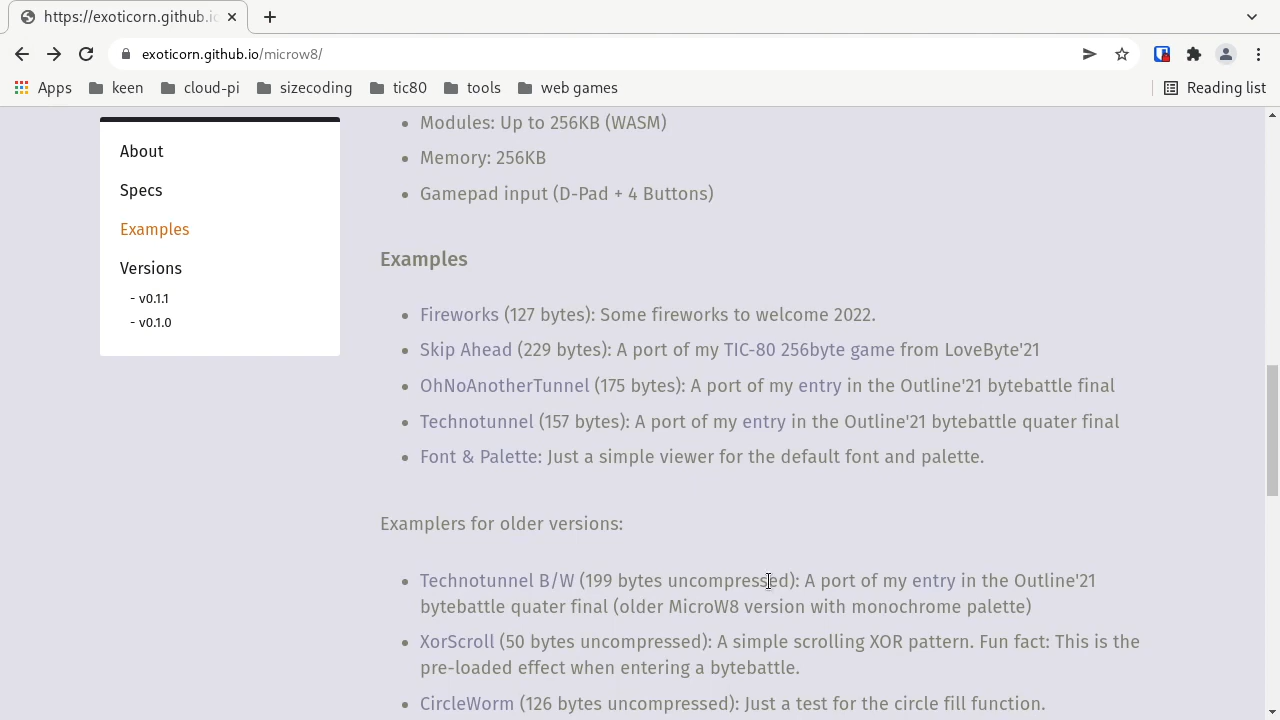 https://exoticorn.github.io
exoticorn.github.io/microw8/
Apps keen cloud-pi sizecoding tic80 tools web games Reading list
About
Specs
Examples
Versions
- v0.1.1
- v0.1.0
• Modules: Up to 256KB (WASM)
• Memory: 256KB
• Gamepad input (D-Pad + 4 Buttons)
Examples
• Fireworks (127 bytes): Some fireworks to welcome 2022.
• Skip Ahead (229 bytes): A port of my TIC-80 256byte game from LoveByte'21
• OhNoAnotherTunnel (175 bytes): A port of my entry in the Outline'21 bytebattle final
• Technotunnel (157 bytes): A port of my entry in the Outline'21 bytebattle quater final
• Font & Palette: Just a simple viewer for the default font and palette.
Examplers for older versions:
• Technotunnel B/W (199 bytes uncompressed): A port of my entry in the Outline'21
bytebattle quater final (older MicroW8 version with monochrome palette)
• XorScroll (50 bytes uncompressed): A simple scrolling XOR pattern. Fun fact: This is the
pre-loaded effect when entering a bytebattle.
• CircleWorm (126 bytes uncompressed): Just a test for the circle fill function.